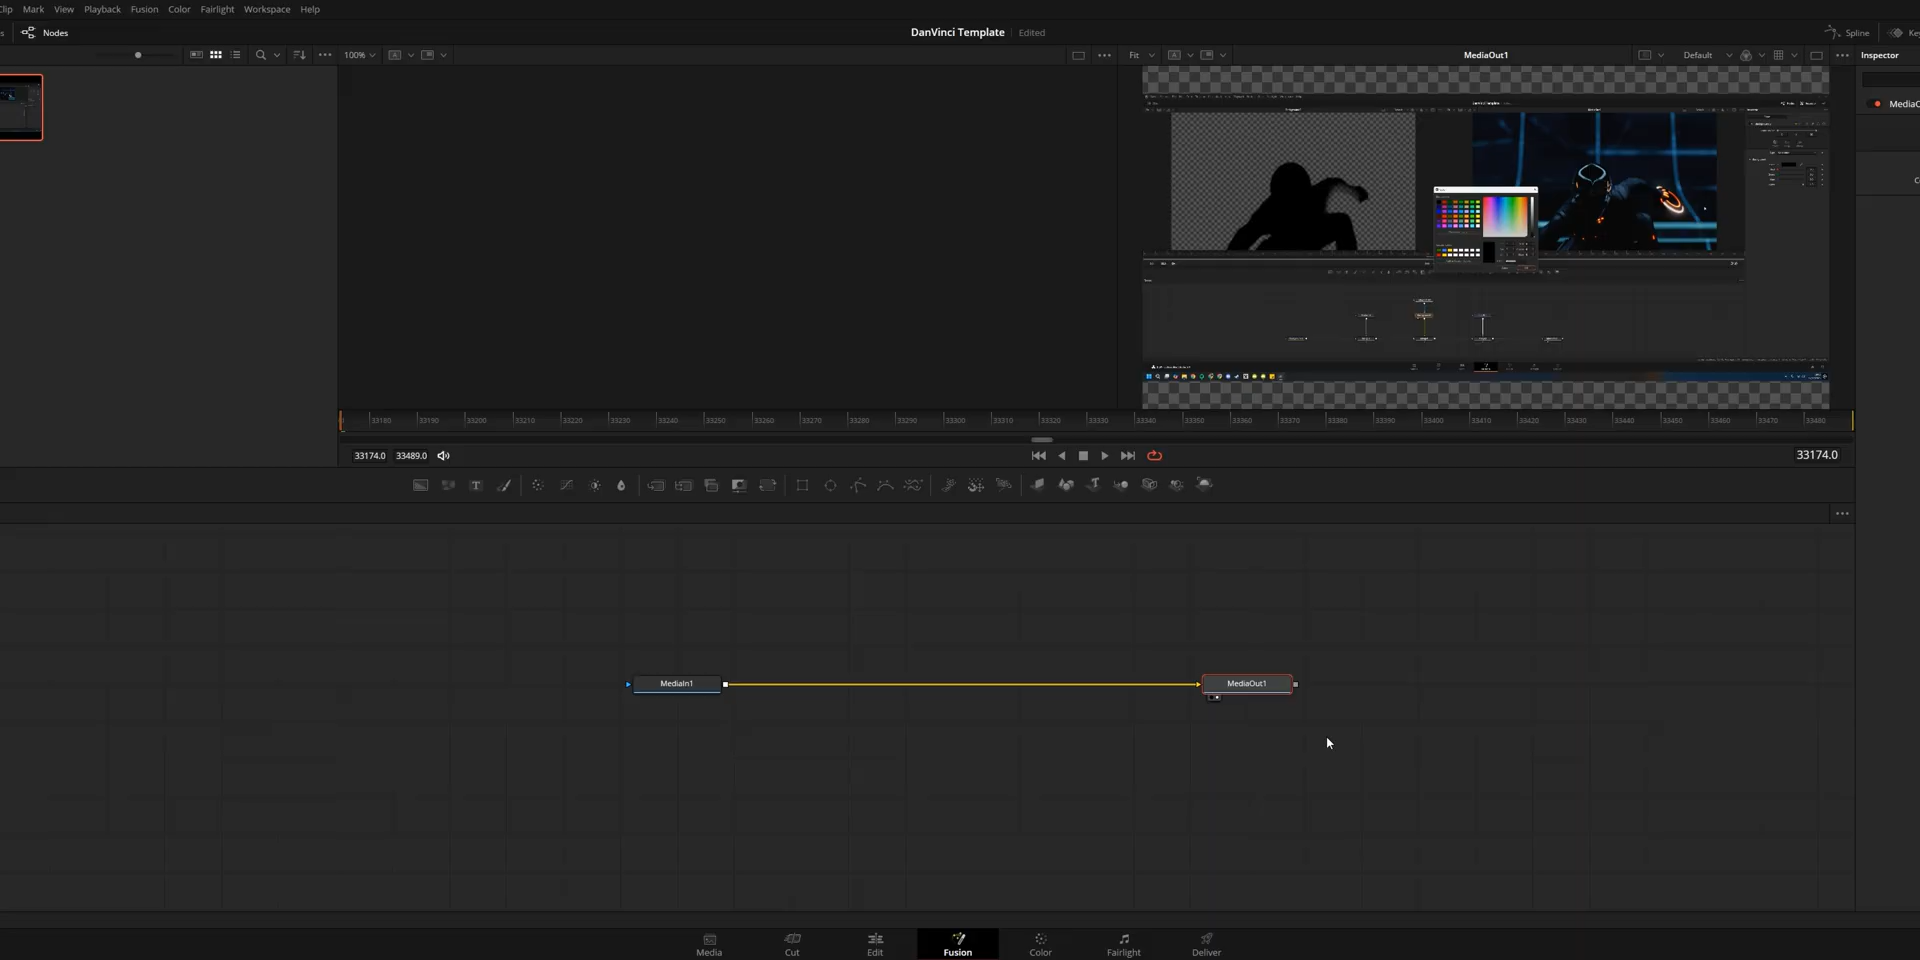 Clip Mark View Playback Fusion Color Fairlight Workspace Help
Nodes
DanVinci Template Edited
Spline
100%
Fit
MediaOut1
Default
Inspector
MediaO
33180 33190 33200 33210 33220 33230 33240 33250 33260 33270 33280 33290 33300 33310 33320 33330 33340 33350 33360 33370 33380 33390 33400 33410 33420 33430 33440 33450 33460 33470 33480
33174.0 33489.0
33174.0
MediaIn1
MediaOut1
Media Cut Edit Fusion Color Fairlight Deliver